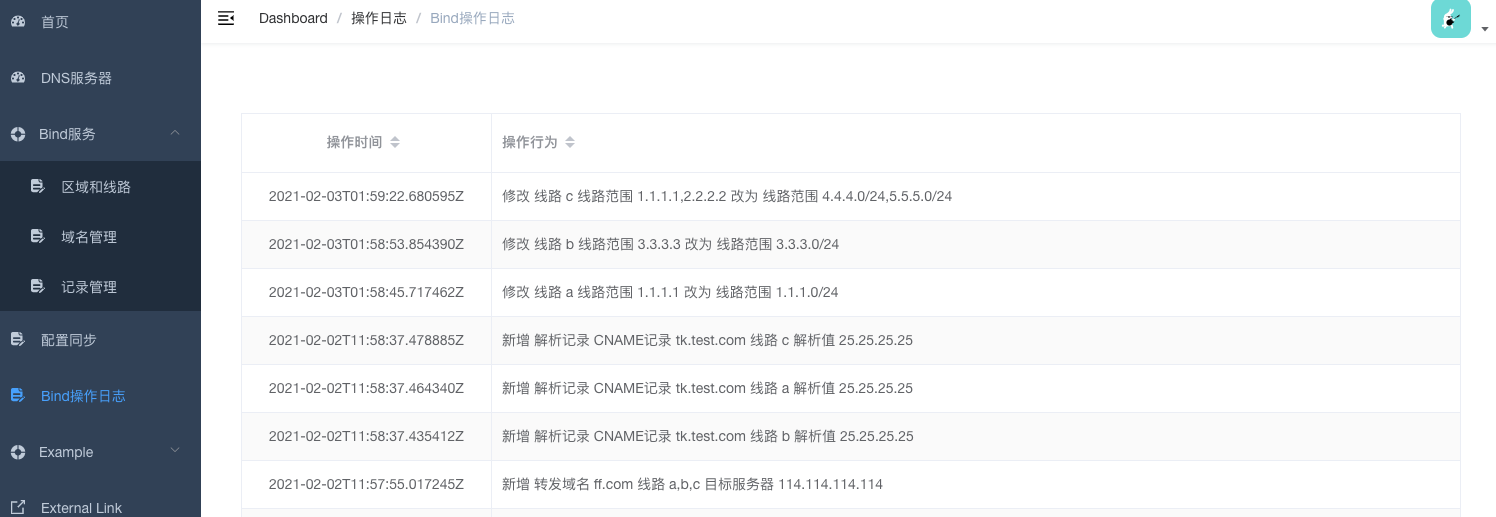 首页
DNS服务器
Bind服务
区域和线路
域名管理
记录管理
配置同步
Bind操作日志
Example
External Link
Dashboard / 操作日志 / Bind操作日志
操作时间 操作行为
2021-02-03T01:59:22.680595Z 修改 线路 c 线路范围 1.1.1.1,2.2.2.2 改为 线路范围 4.4.4.0/24,5.5.5.0/24
2021-02-03T01:58:53.854390Z 修改 线路 b 线路范围 3.3.3.3 改为 线路范围 3.3.3.0/24
2021-02-03T01:58:45.717462Z 修改 线路 a 线路范围 1.1.1.1 改为 线路范围 1.1.1.0/24
2021-02-02T11:58:37.478885Z 新增 解析记录 CNAME记录 tk.test.com 线路 c 解析值 25.25.25.25
2021-02-02T11:58:37.464340Z 新增 解析记录 CNAME记录 tk.test.com 线路 a 解析值 25.25.25.25
2021-02-02T11:58:37.435412Z 新增 解析记录 CNAME记录 tk.test.com 线路 b 解析值 25.25.25.25
2021-02-02T11:57:55.017245Z 新增 转发域名 ff.com 线路 a,b,c 目标服务器 114.114.114.114